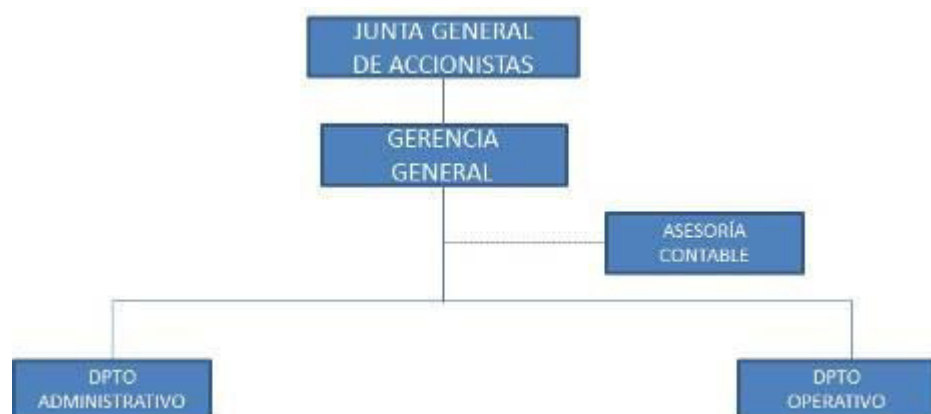 JUNTA GENERAL
DE ACCIONISTAS
GERENCIA
GENERAL
ASESORÍA
CONTABLE
DPTO
ADMINISTRATIVO
DPTO
OPERATIVO